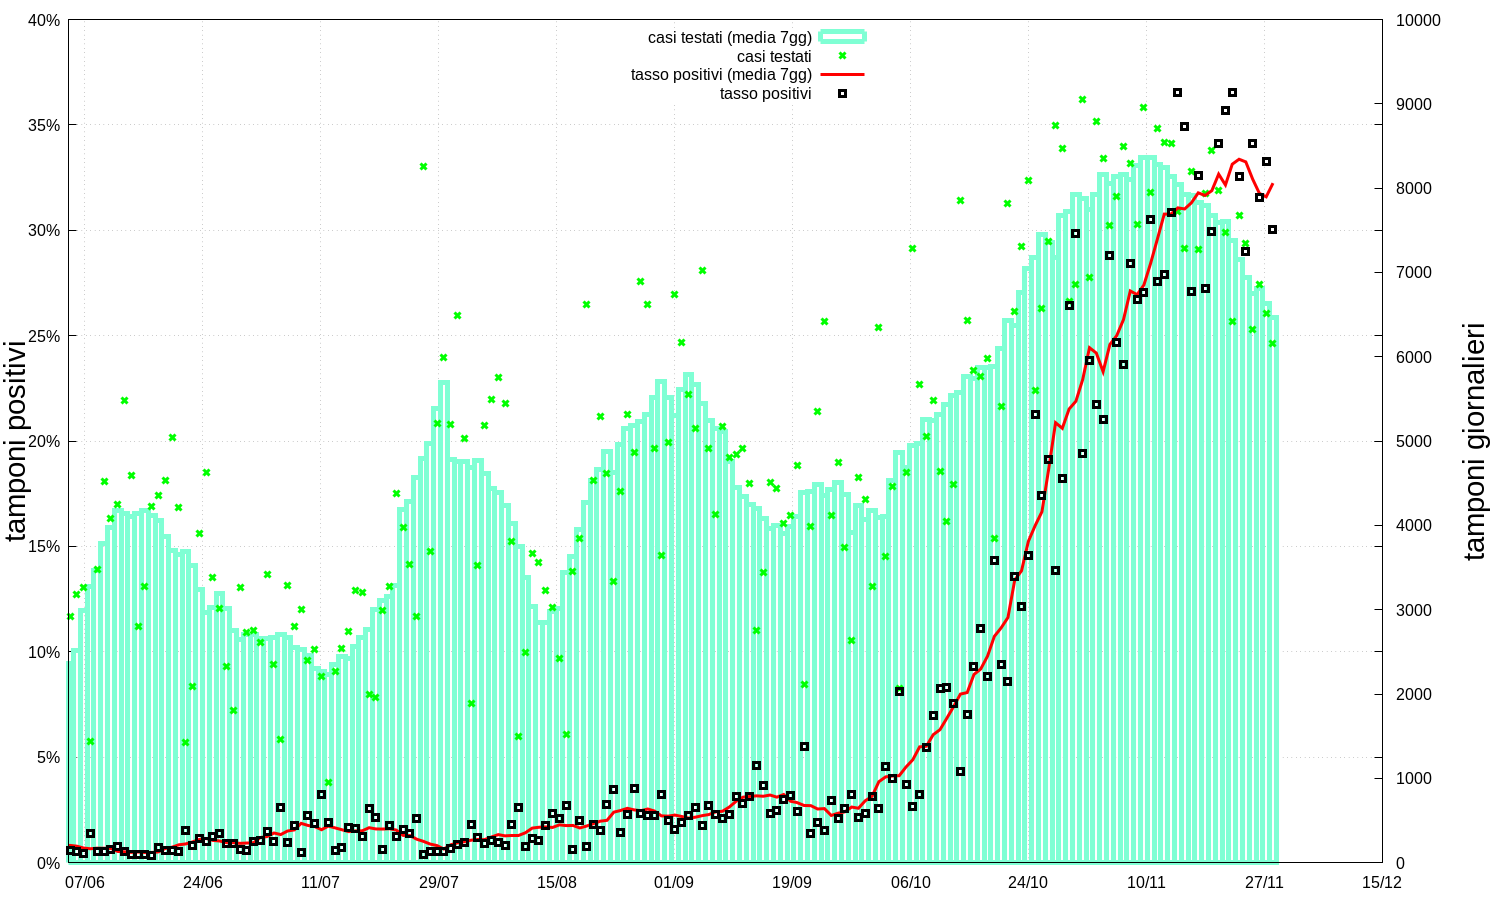 casi testati (media 7gg)
casi testati
tasso positivi (media 7gg)
tasso positivi
tamponi positivi
40%
35%
30%
25%
20%
15%
10%
5%
0%
10000
9000
8000
7000
6000
5000
4000
3000
2000
1000
0
tamponi giornalieri
07/06 24/06 11/07 29/07 15/08 01/09 19/09 06/10 24/10 10/11 27/11 15/12